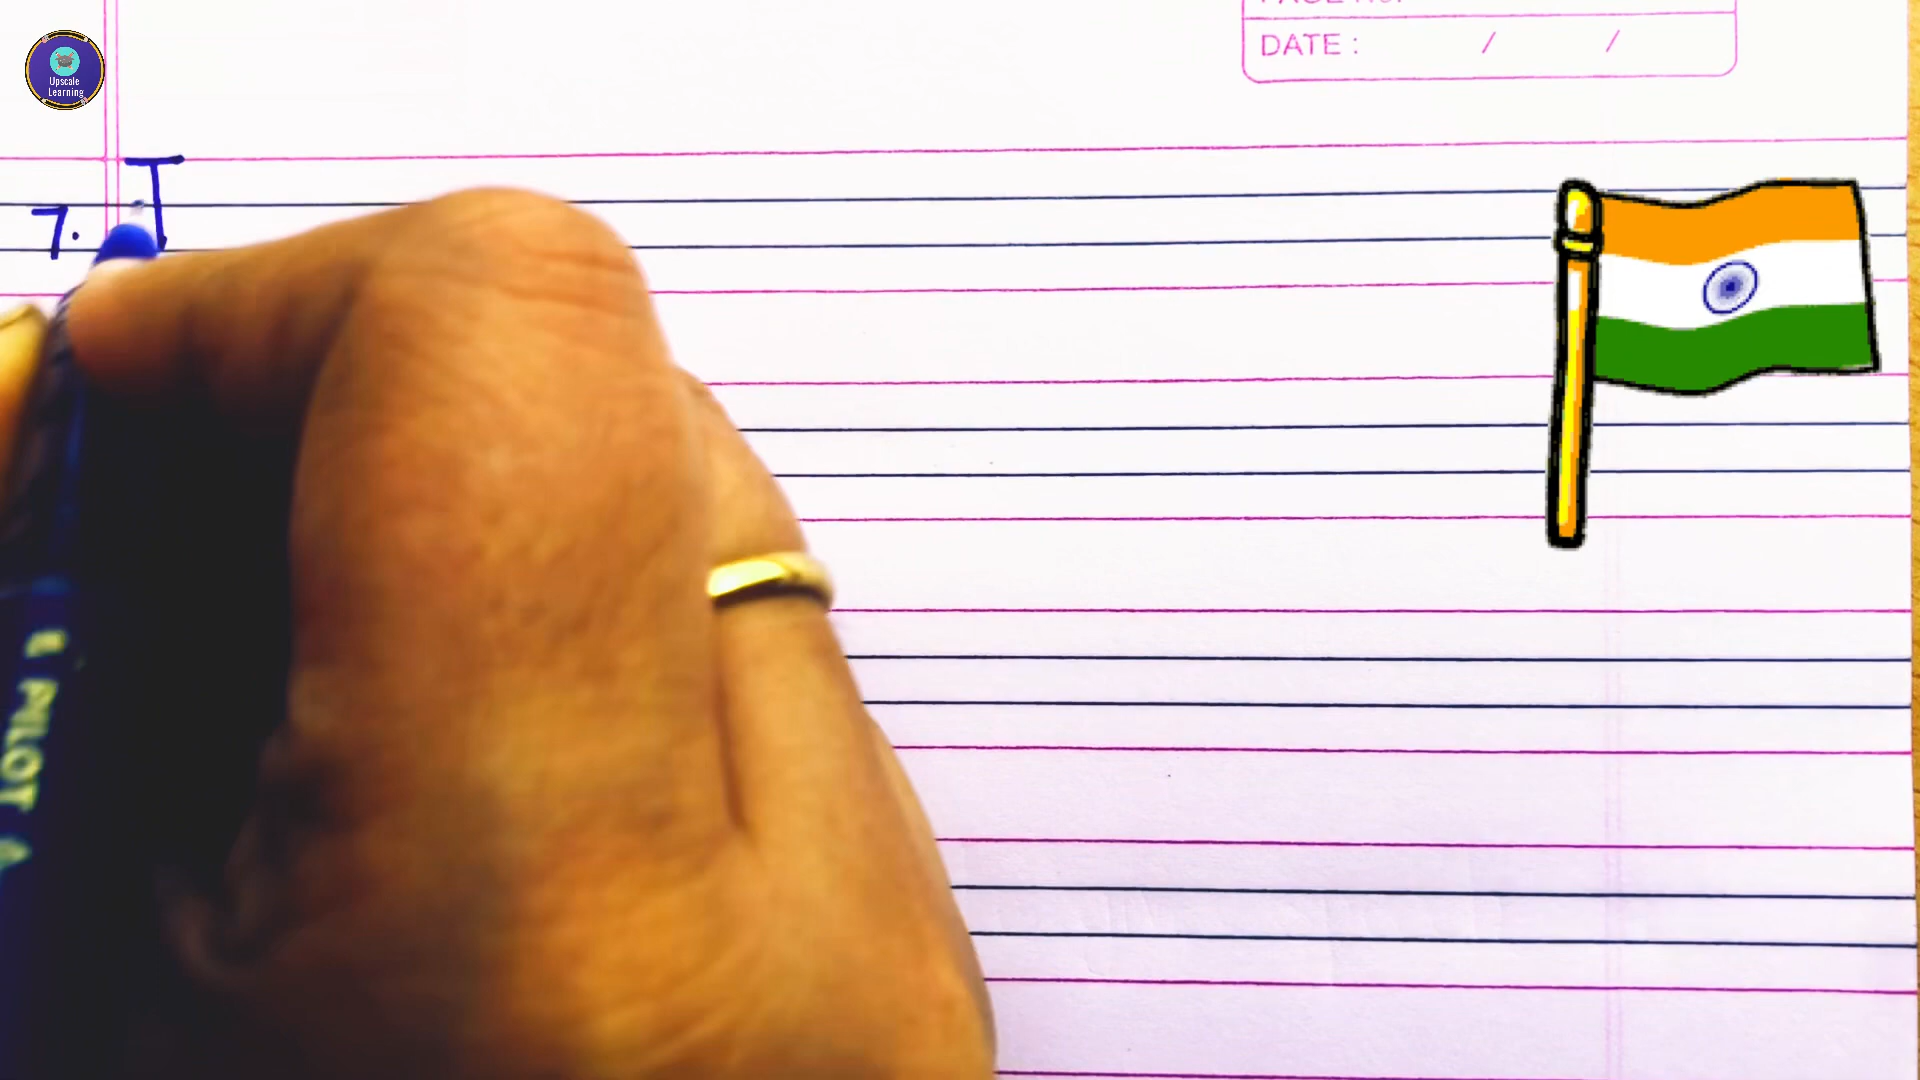 DATE : / /
Upscale
Learning
7. I
PILOT